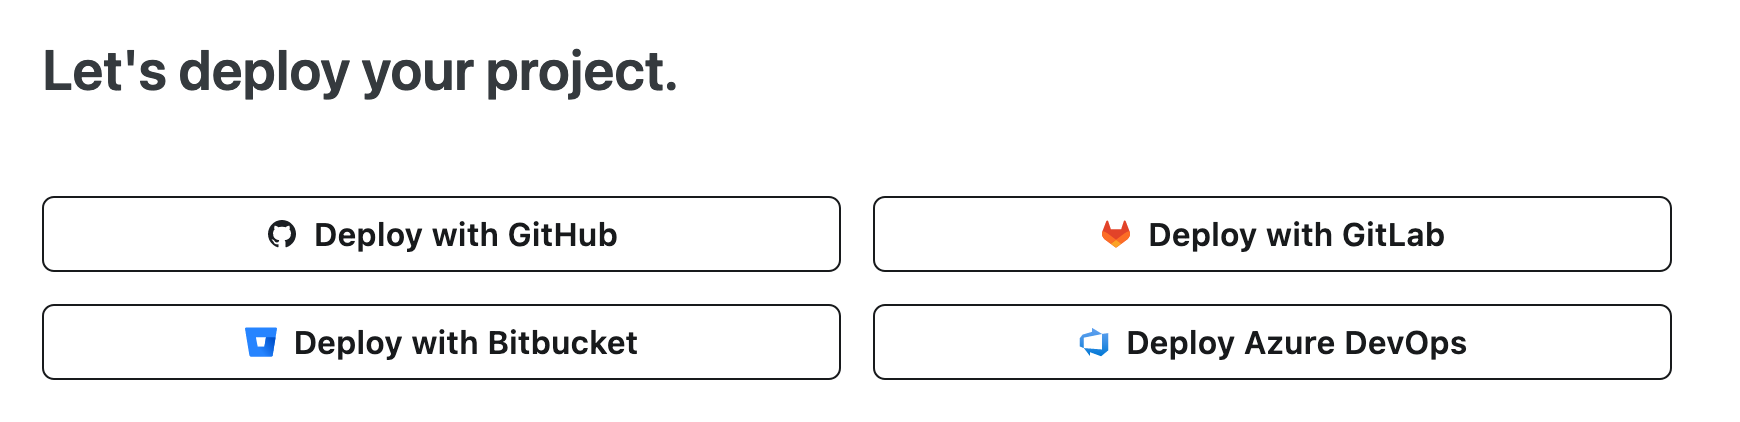 Let's deploy your project.
Deploy with GitHub
Deploy with GitLab
Deploy with Bitbucket
Deploy Azure DevOps